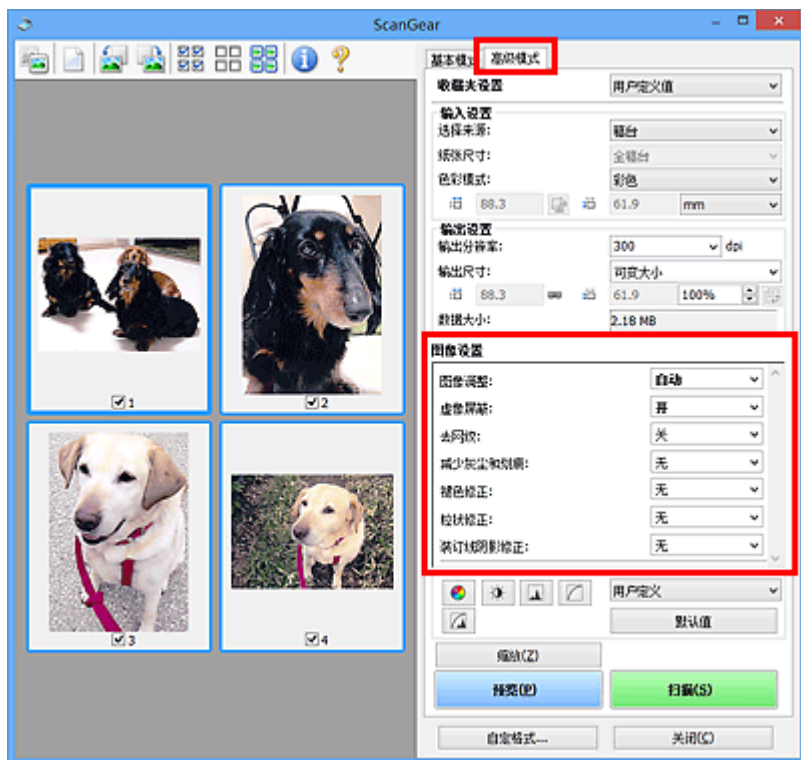 ScanGear
基本模式 高级模式
收藏夹设置 用户定义值
输入设置
选择来源: 稿台
纸张尺寸: 全稿台
色彩模式: 彩色
88.3 61.9 mm
输出设置
输出分辨率: 300 dpi
输出尺寸: 可变大小
88.3 61.9 100%
数据大小: 2.18 MB
图像设置
图像调整: 自动
虚像屏蔽: 开
去网纹: 关
减少灰尘和划痕: 无
褪色修正: 无
粒状修正: 无
装订线阴影修正: 无
1
2
3
4
用户定义
默认值
缩放(Z)
预览(P) 扫描(S)
自定格式... 关闭(C)